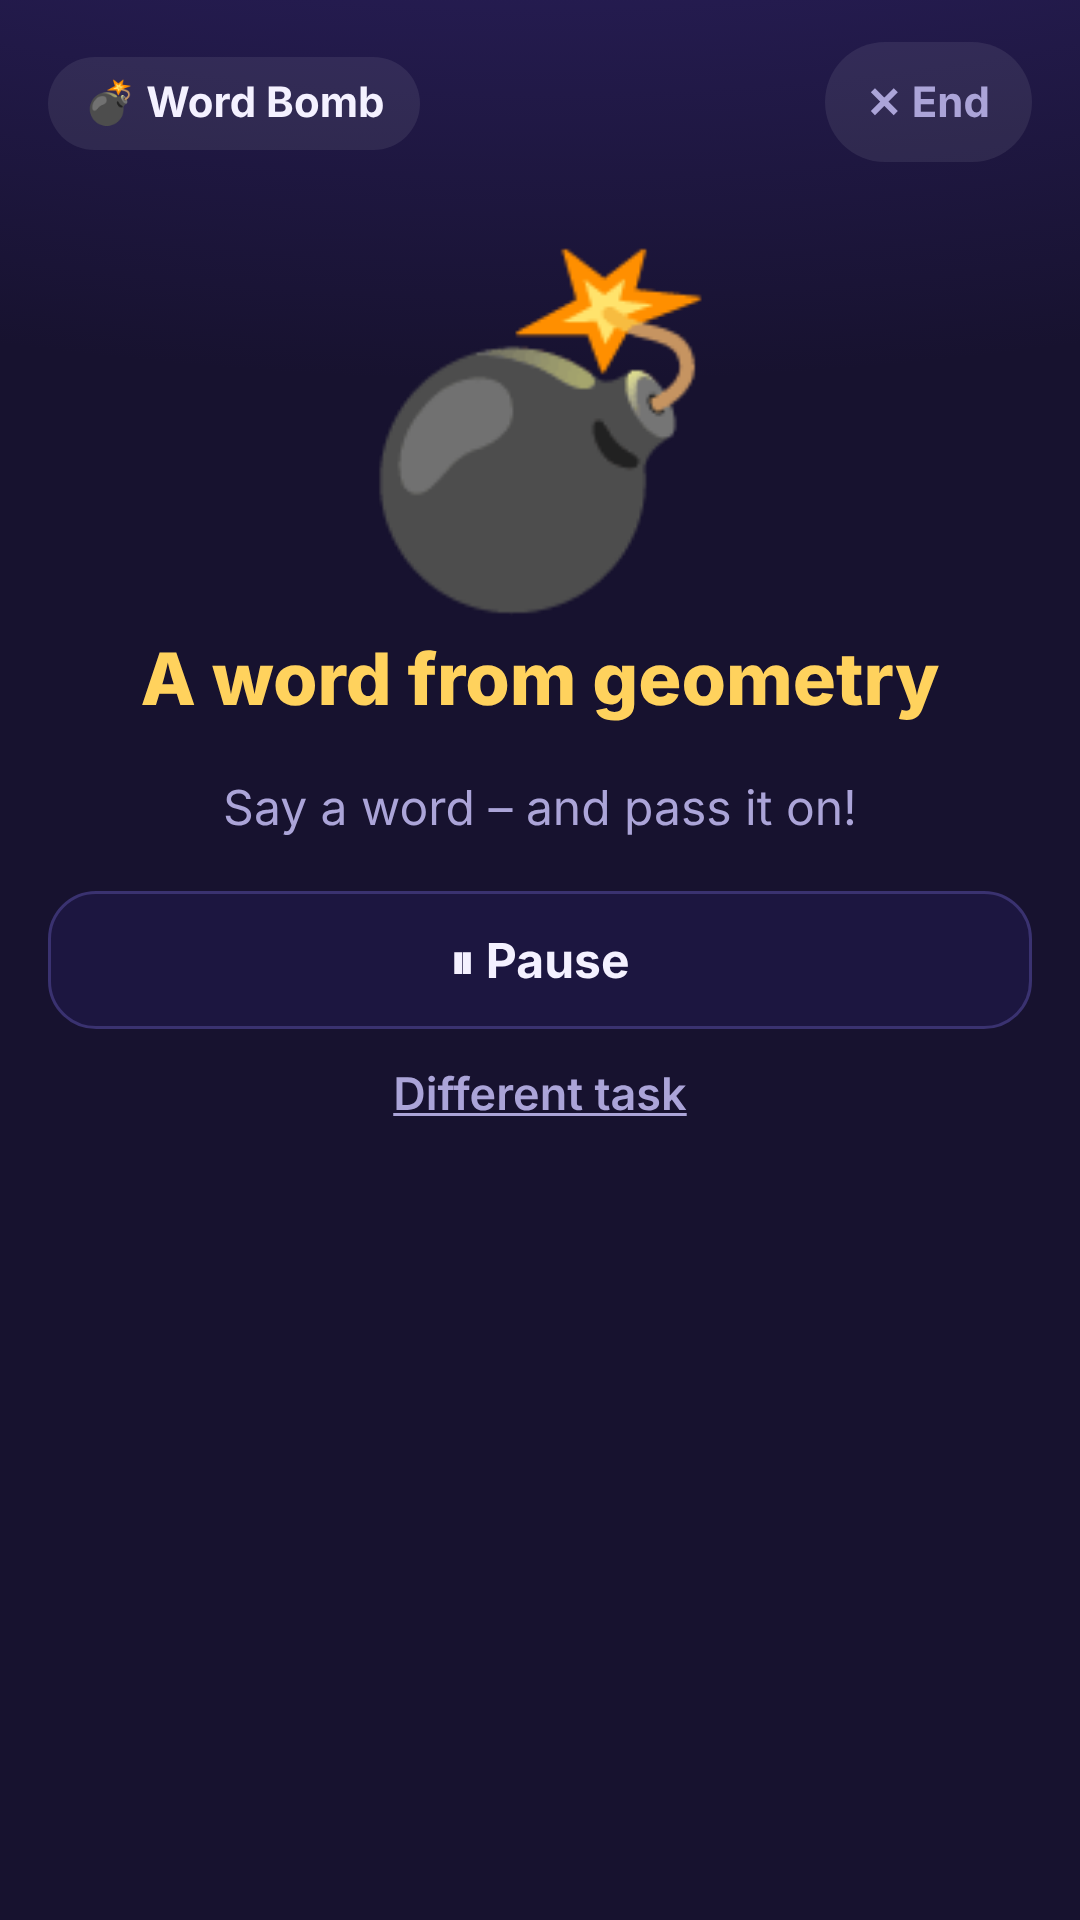 Word Bomb
✕ End
A word from geometry
Say a word – and pass it on!
Pause
Different task